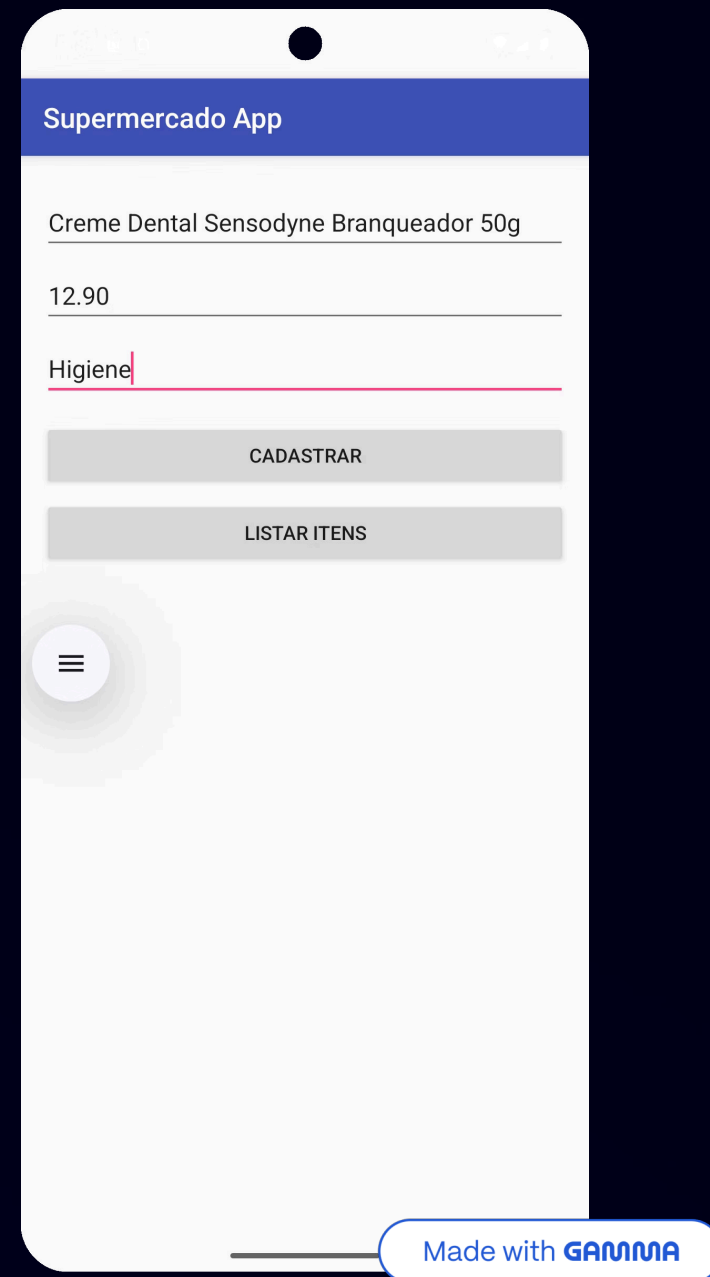 Supermercado App
Creme Dental Sensodyne Branqueador 50g
12.90
Higiene
CADASTRAR
LISTAR ITENS
Made with GAMMA